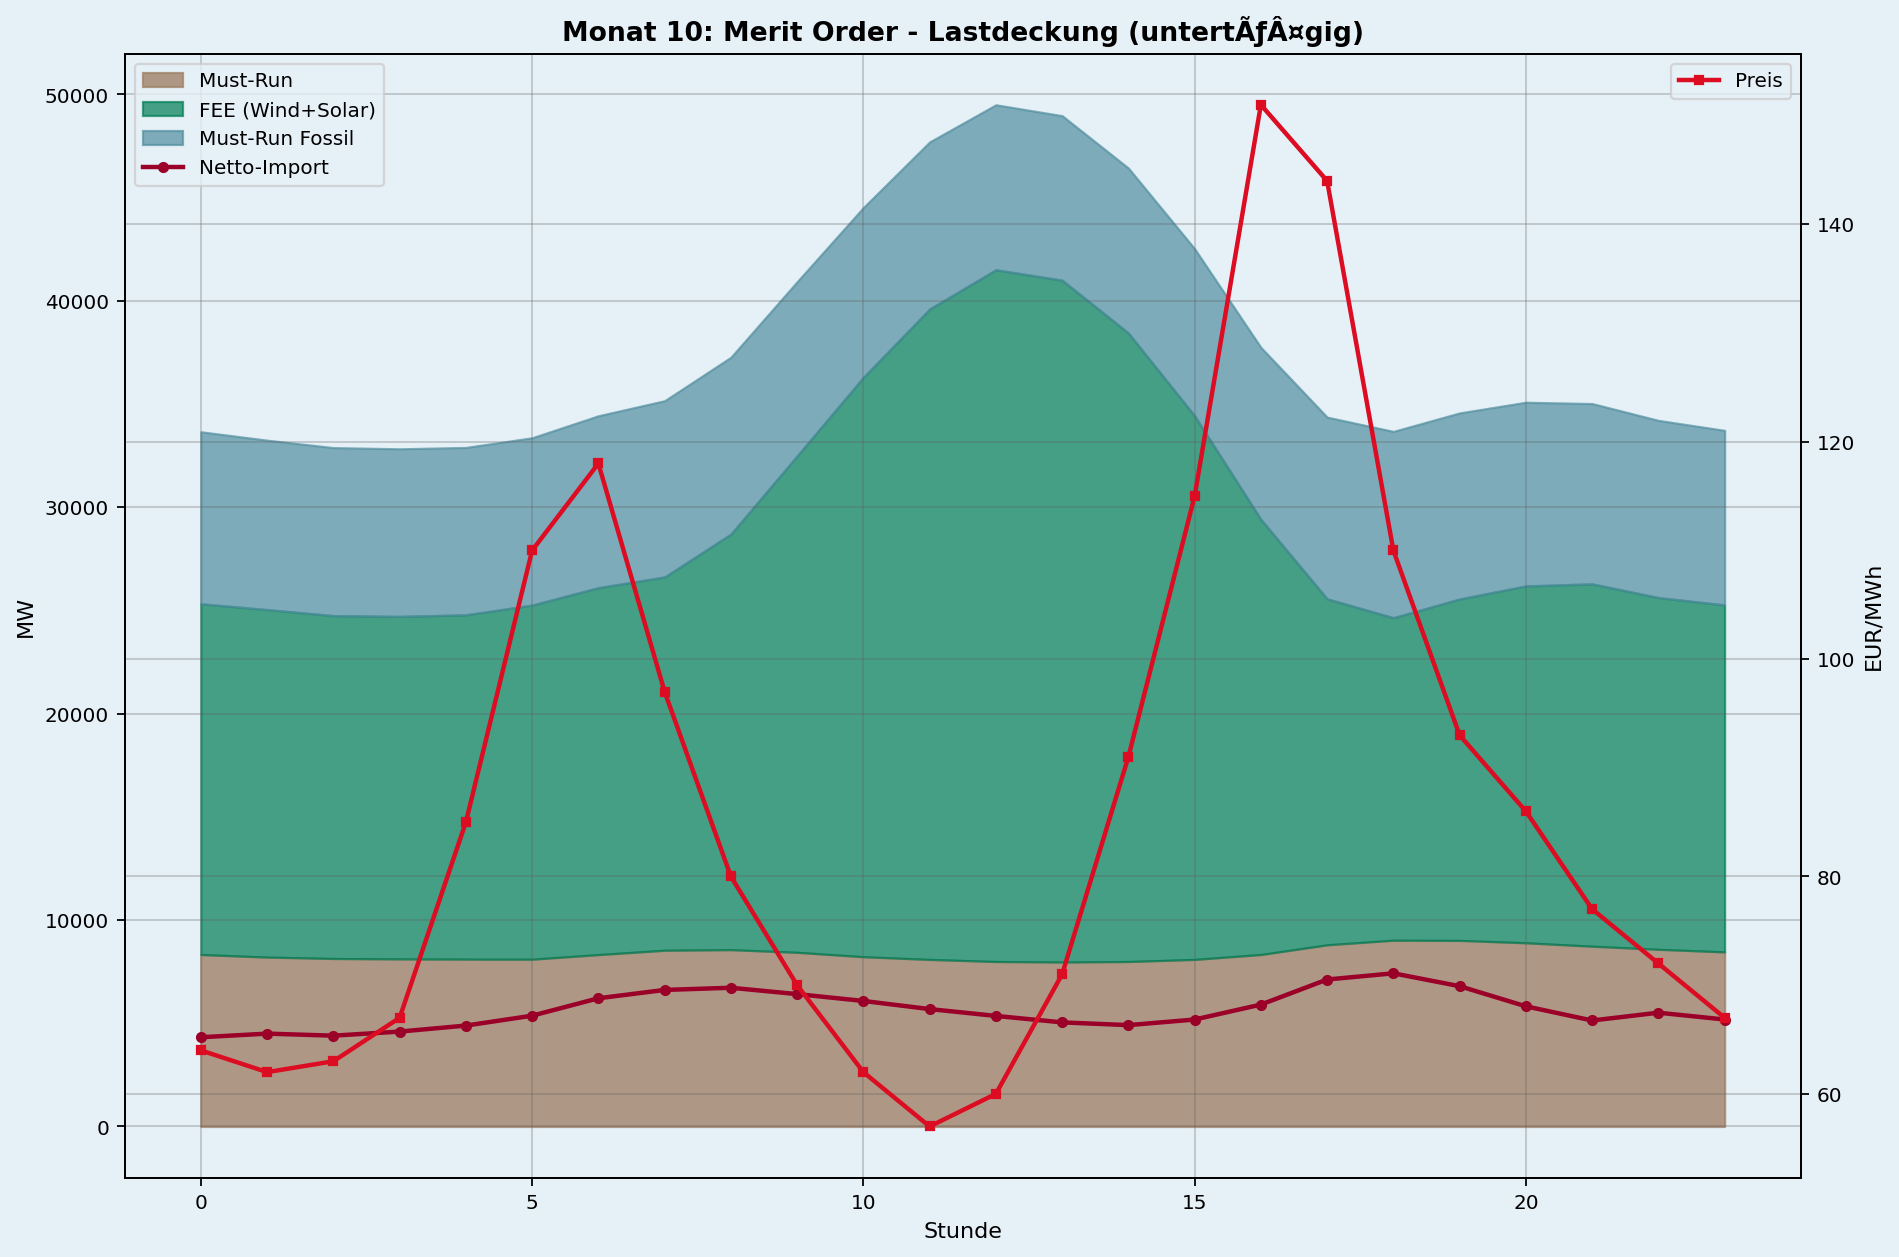 Monat 10: Merit Order - Lastdeckung (untertÃƒÂ¤gig)
Must-Run
FEE (Wind+Solar)
Must-Run Fossil
Netto-Import
Preis
50000
40000
30000
20000
10000
0
MW
140
120
100
80
60
EUR/MWh
0 5 10 15 20
Stunde